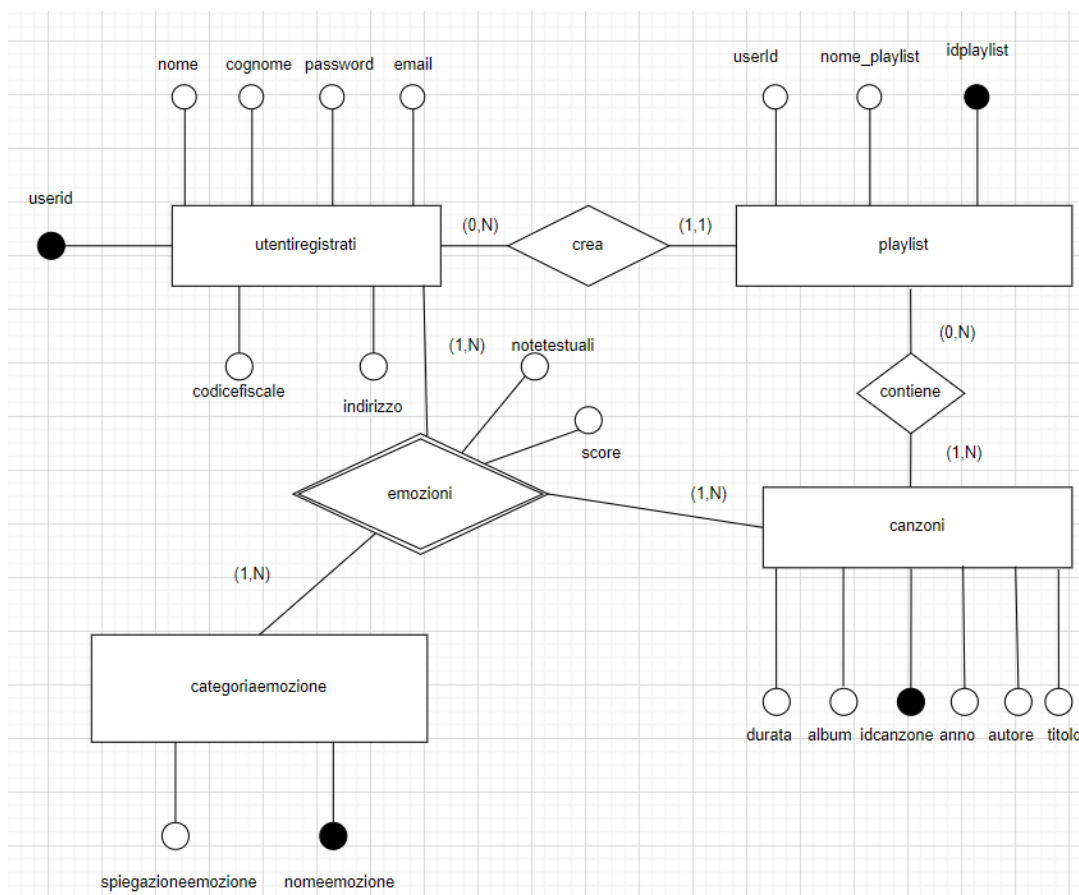 nome cognome password email
userId nome_playlist idplaylist
userid
utentiregistrati
(0,N)
crea
(1,1)
playlist
(1,N)
notetestuali
(0,N)
codicefiscale
indirizzo
contiene
score
emozioni
(1,N)
(1,N)
canzoni
(1,N)
categoriaemozione
durata album idcanzone anno autore titolo
spiegazioneemozione nomeemozione